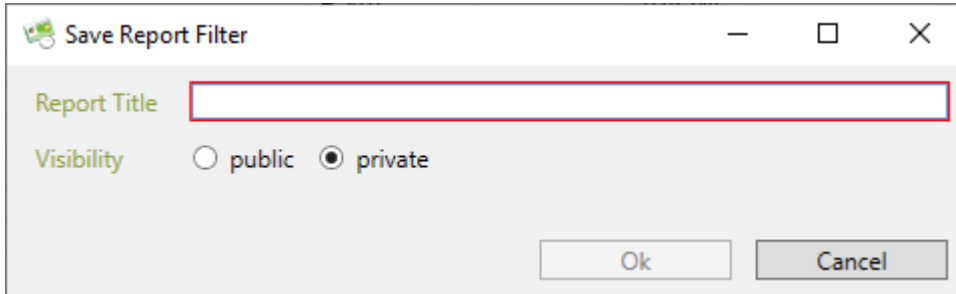 Save Report Filter
Report Title
Visibility public private
Ok Cancel